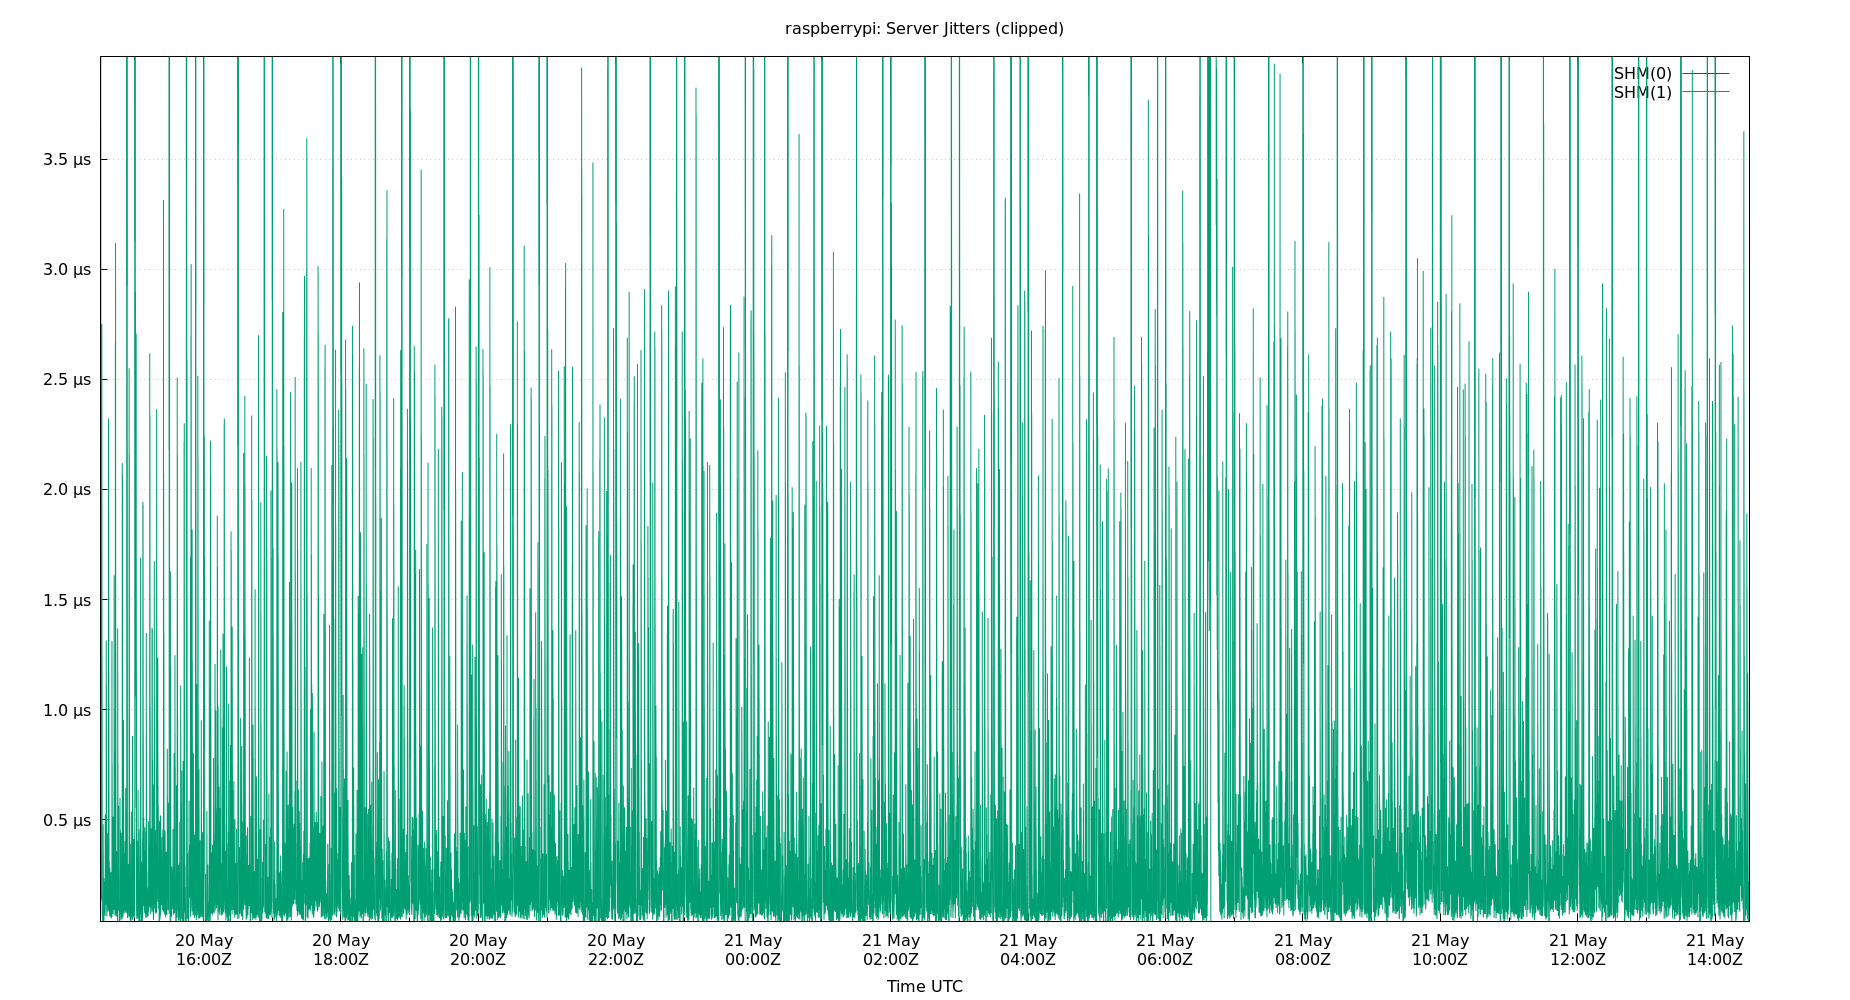 raspberrypi: Server Jitters (clipped)
SHM(0)
SHM(1)
3.5 µs
3.0 µs
2.5 µs
2.0 µs
1.5 µs
1.0 µs
0.5 µs
20 May 20 May 20 May 20 May 21 May 21 May 21 May 21 May 21 May 21 May 21 May 21 May
16:00Z 18:00Z 20:00Z 22:00Z 00:00Z 02:00Z 04:00Z 06:00Z 08:00Z 10:00Z 12:00Z 14:00Z
Time UTC